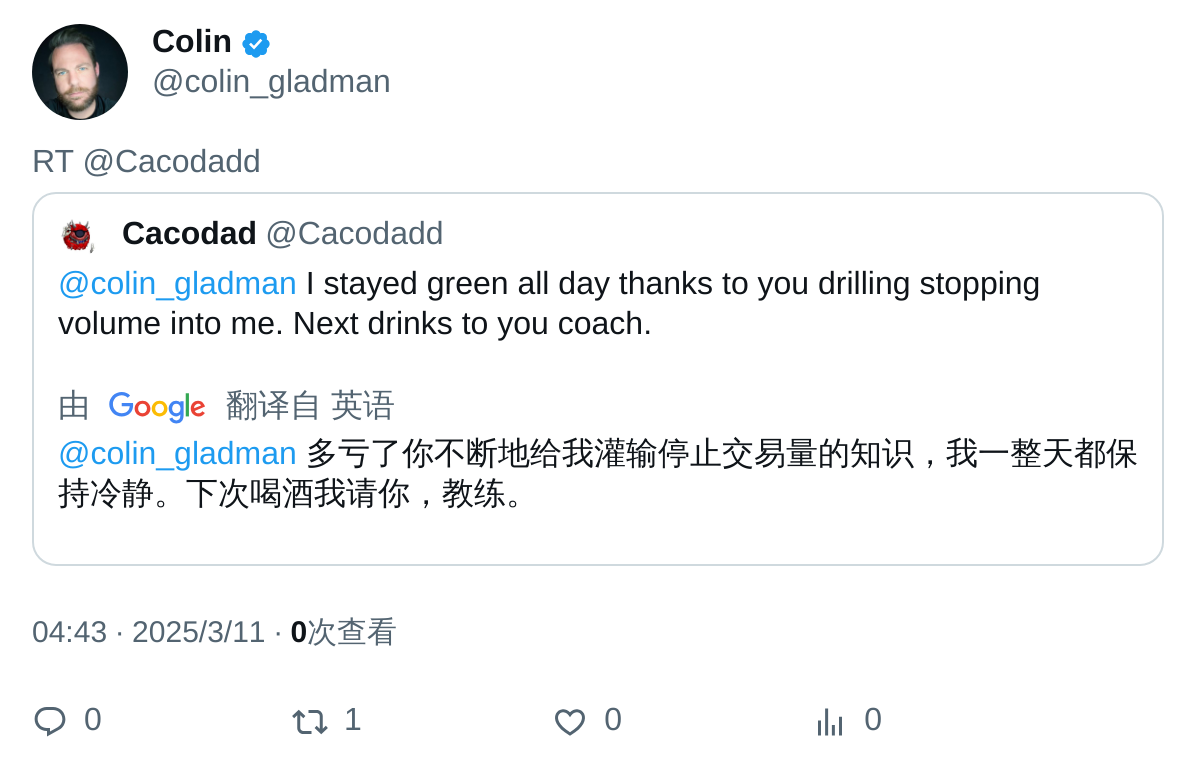 Colin
@colin_gladman
RT @Cacodadd
Cacodad @Cacodadd
@colin_gladman I stayed green all day thanks to you drilling stopping
volume into me. Next drinks to you coach.
由 Google 翻译自 英语
@colin_gladman 多亏了你不断地给我灌输停止交易量的知识，我一整天都保
持冷静。下次喝酒我请你，教练。
04:43 · 2025/3/11 · 0次查看
0 1 0 0